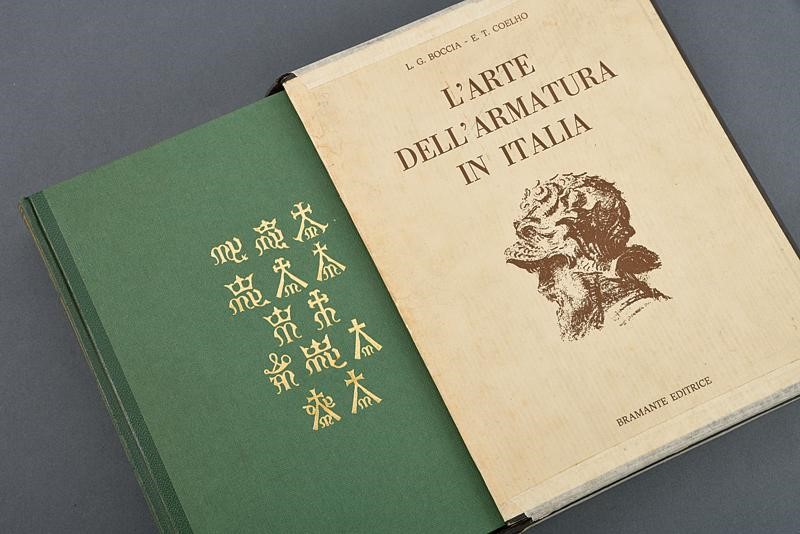 L. G. BOCCIA - E. T. COELHO
L'ARTE
DELL'ARMATURA
IN ITALIA
BRAMANTE EDITRICE